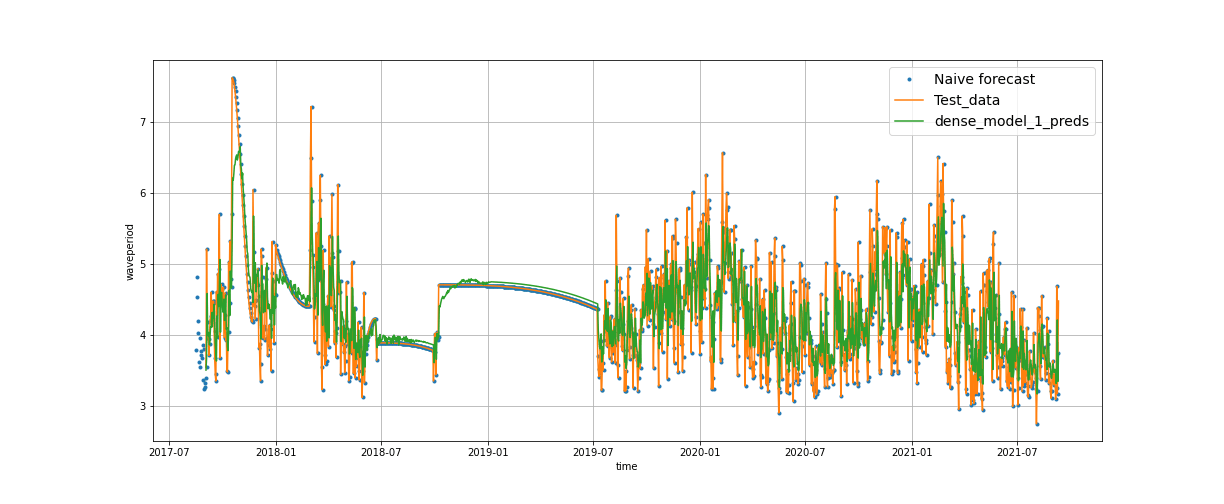 Naive forecast
Test_data
dense_model_1_preds
7
6
5
4
3
waveperiod
2017-07 2018-01 2018-07 2019-01 2019-07 2020-01 2020-07 2021-01 2021-07
time